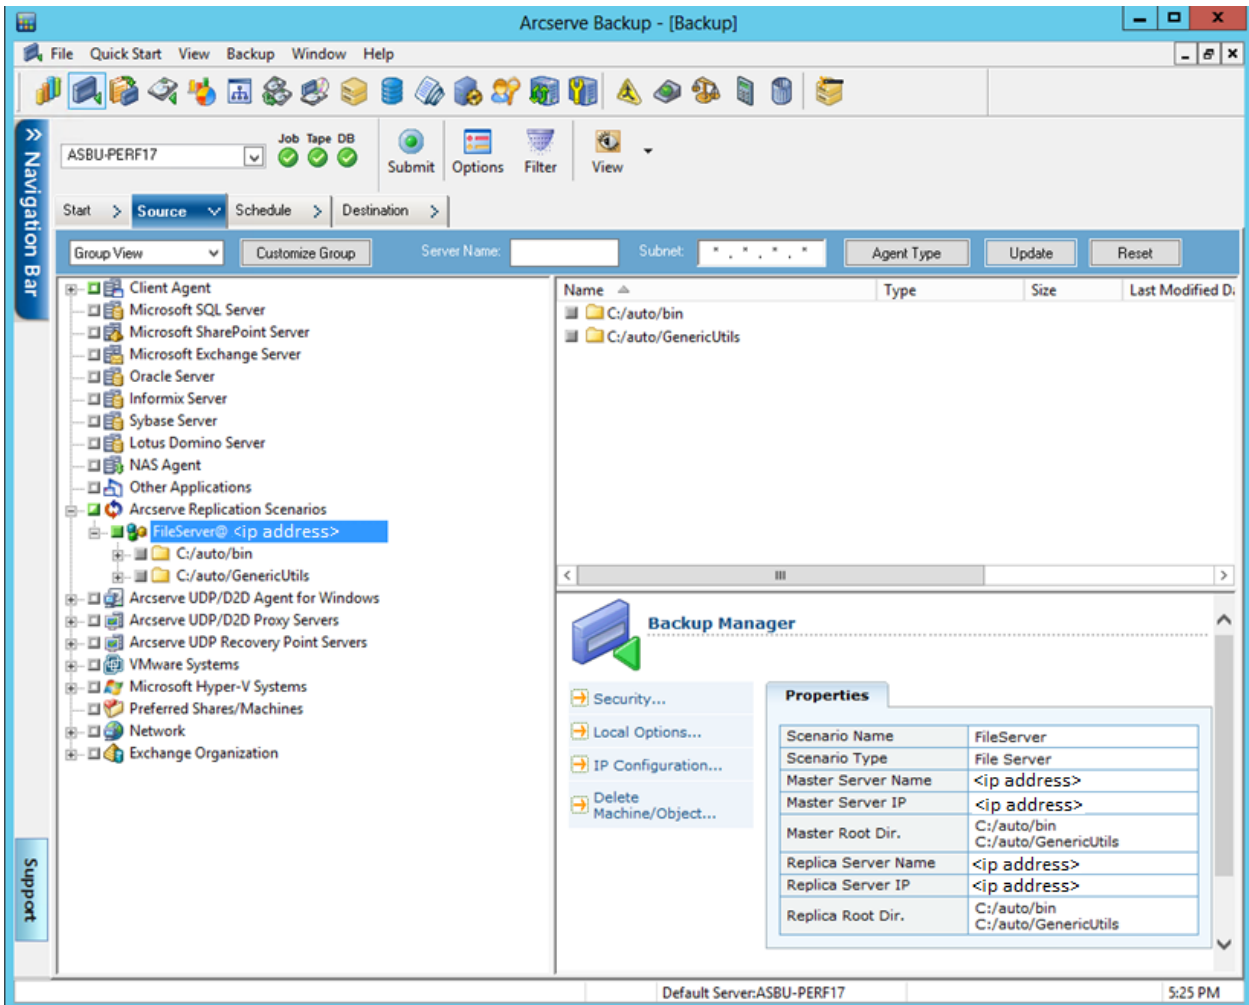 Arcserve Backup - [Backup]
File Quick Start View Backup Window Help
Navigation Bar
ASBU-PERF17
Job Tape DB
Submit Options Filter View
Start Source Schedule Destination
Group View Customize Group Server Name: Subnet: * . * . * . * Agent Type Update Reset
Client Agent
Microsoft SQL Server
Microsoft SharePoint Server
Microsoft Exchange Server
Oracle Server
Informix Server
Sybase Server
Lotus Domino Server
NAS Agent
Other Applications
Arcserve Replication Scenarios
FileServer@ <ip address>
C:/auto/bin
C:/auto/GenericUtils
Arcserve UDP/D2D Agent for Windows
Arcserve UDP/D2D Proxy Servers
Arcserve UDP Recovery Point Servers
VMware Systems
Microsoft Hyper-V Systems
Preferred Shares/Machines
Network
Exchange Organization
Name Type Size Last Modified Da
C:/auto/bin
C:/auto/GenericUtils
Backup Manager
Security...
Local Options...
IP Configuration...
Delete
Machine/Object...
Properties
Scenario Name FileServer
Scenario Type File Server
Master Server Name <ip address>
Master Server IP <ip address>
Master Root Dir. C:/auto/bin
C:/auto/GenericUtils
Replica Server Name <ip address>
Replica Server IP <ip address>
Replica Root Dir. C:/auto/bin
C:/auto/GenericUtils
Support
Default Server:ASBU-PERF17 5:25 PM